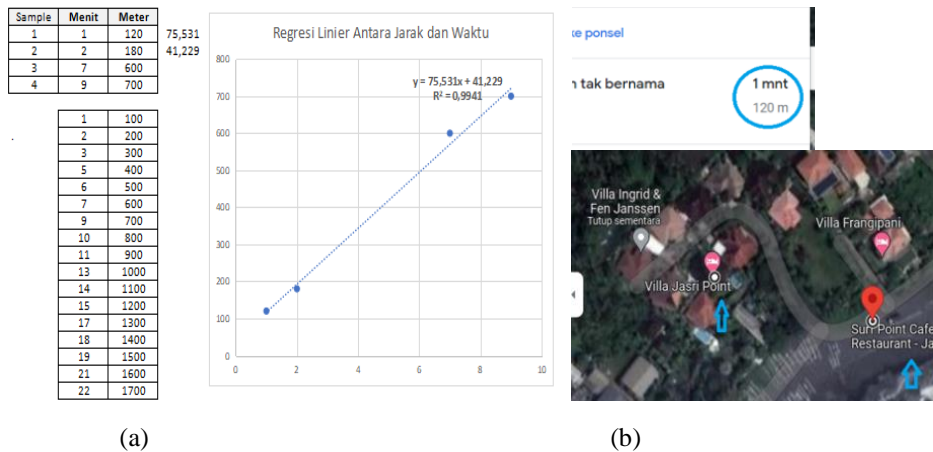 Sample Menit Meter
1 1 120 75,531
2 2 180 41,229
3 7 600
4 9 700
1 100
2 200
3 300
5 400
6 500
7 600
9 700
10 800
11 900
13 1000
14 1100
15 1200
17 1300
18 1400
19 1500
21 1600
22 1700
Regresi Linier Antara Jarak dan Waktu
y = 75,531x + 41,229
R² = 0,9941
800
700
600
500
400
300
200
100
0
0 2 4 6 8 10
ke ponsel
n tak bernama 1 mnt
120 m
Villa Ingrid &
Fen Janssen
Tutup sementara
Villa Frangipani
Villa Jasri Point
Surf Point Cafe
Restaurant - Ja
(a) (b)